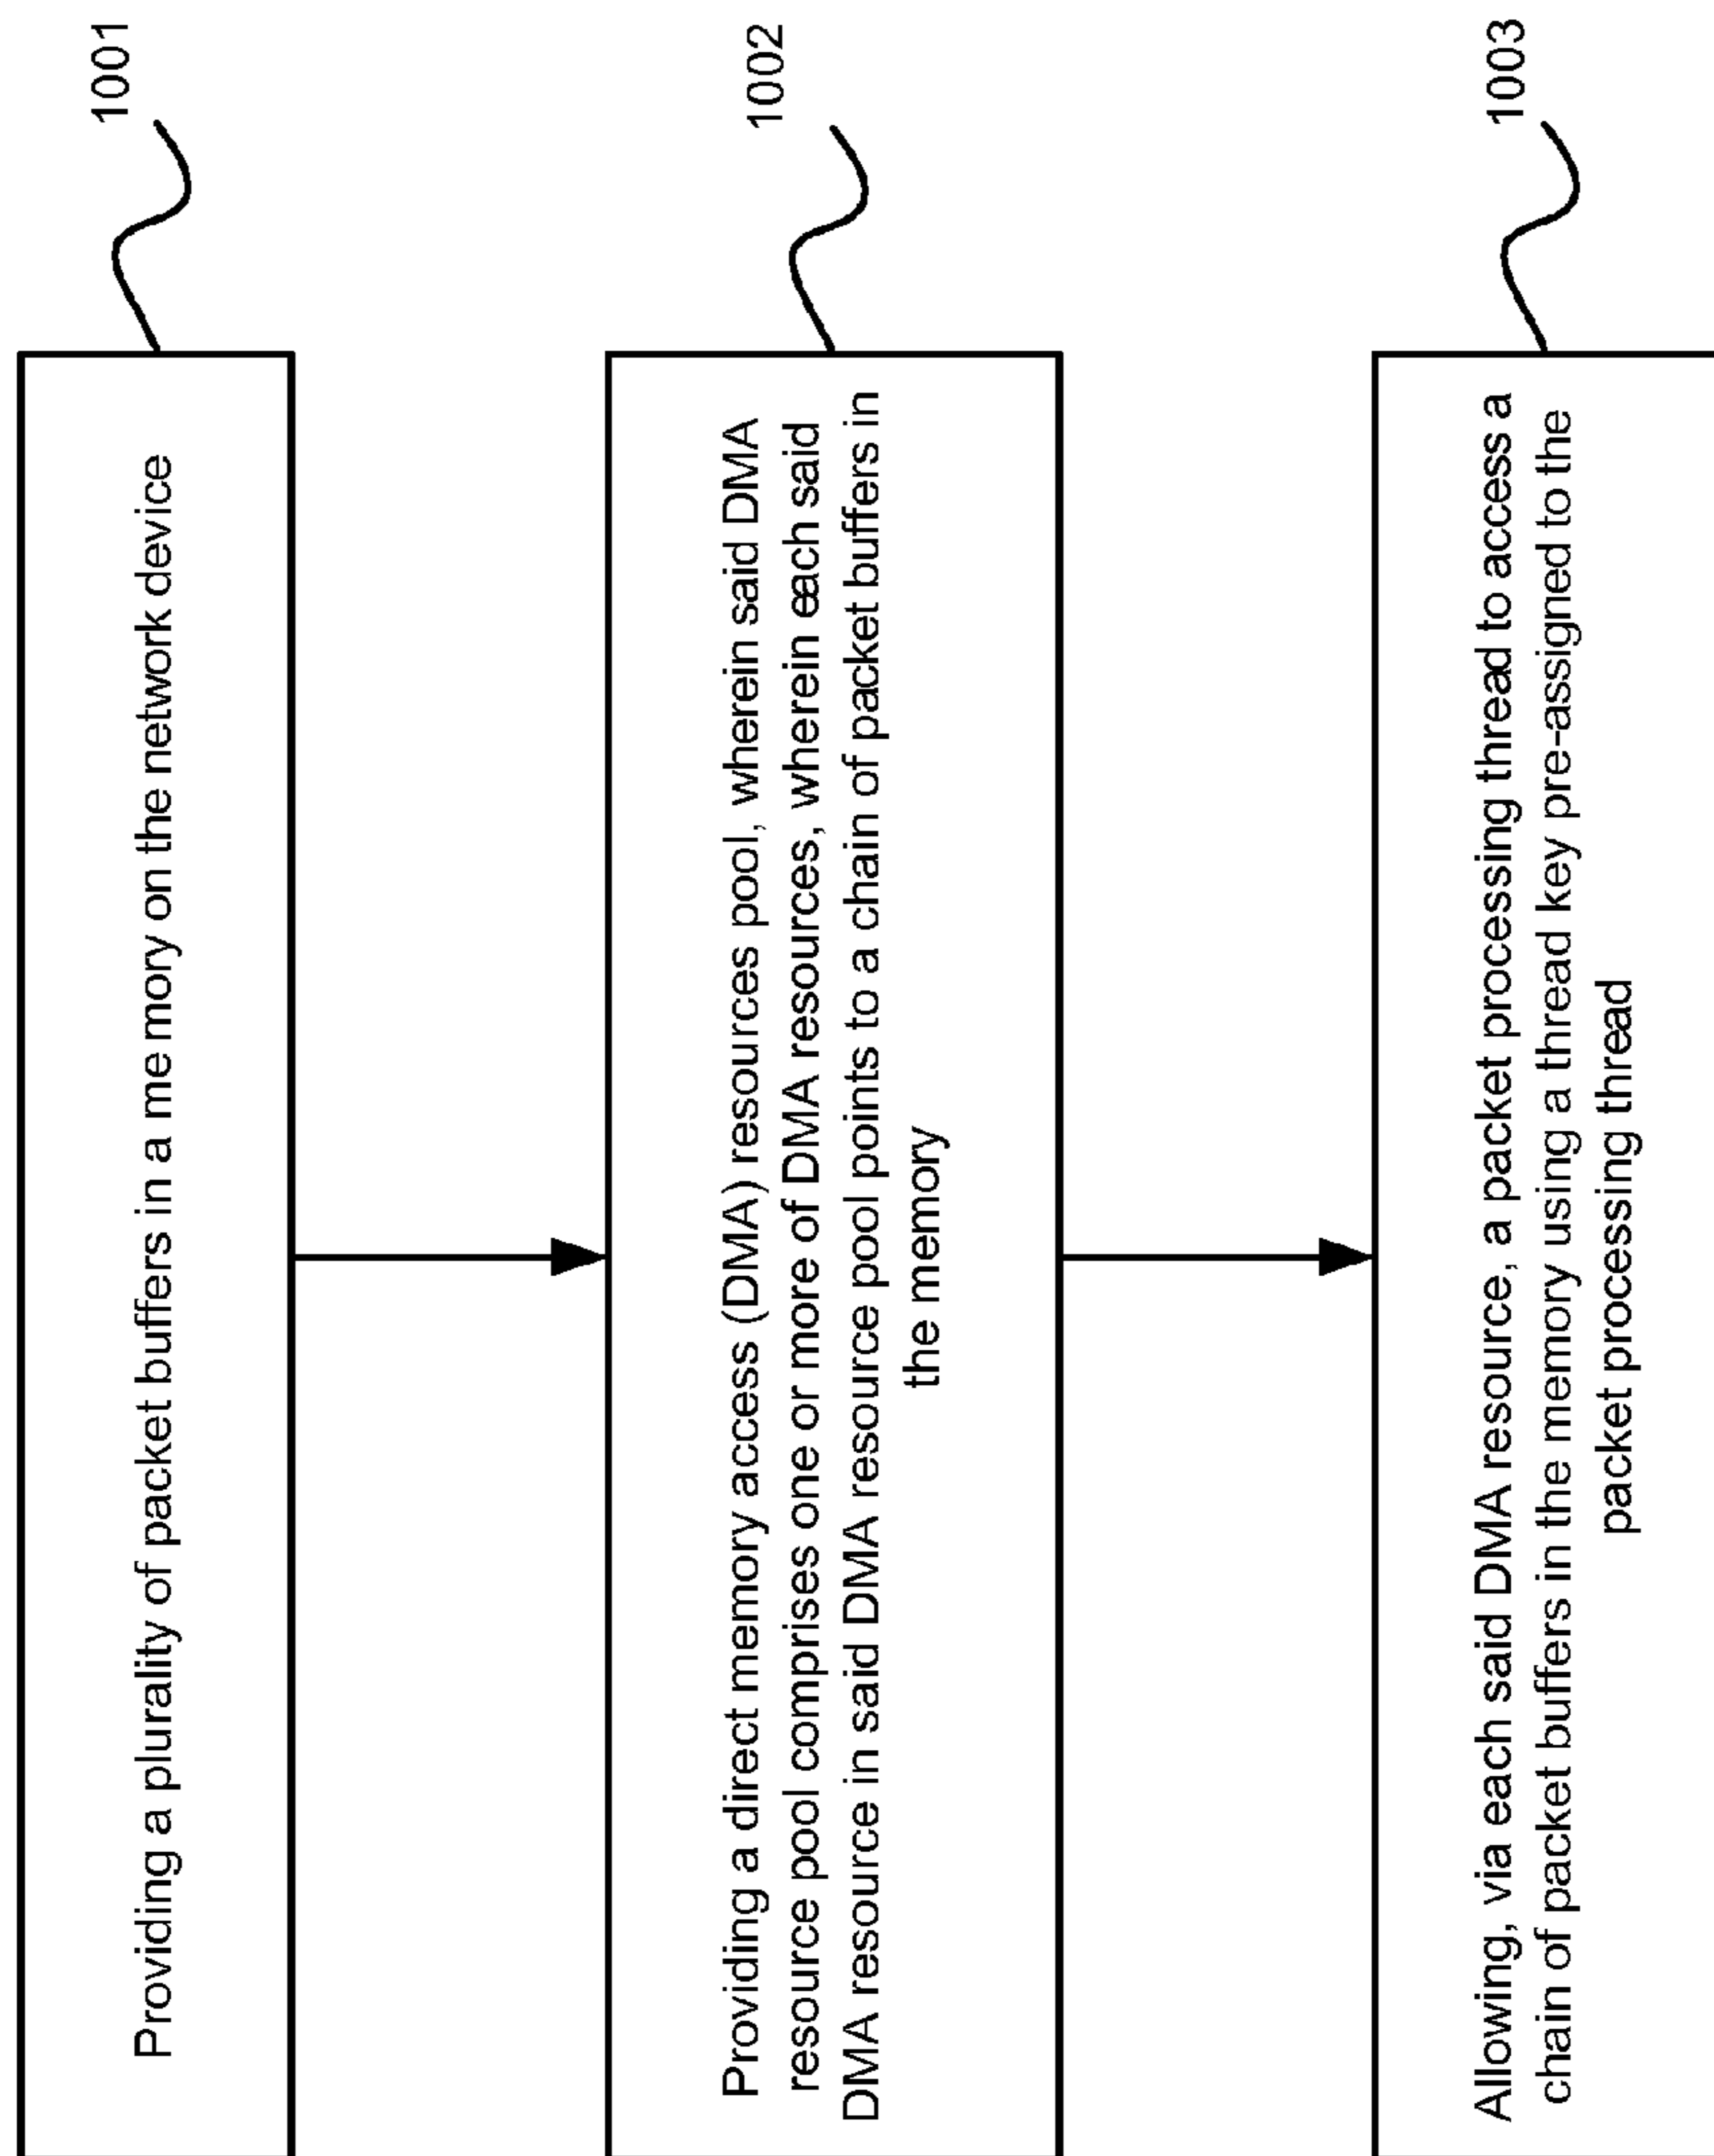 1001
Providing a plurality of packet buffers in a memory on the network device
1002
Providing a direct memory access (DMA) resources pool, wherein said DMA
resource pool comprises one or more of DMA resources, wherein each said
DMA resource in said DMA resource pool points to a chain of packet buffers in
the memory
1003
Allowing, via each said DMA resource, a packet processing thread to access a
chain of packet buffers in the memory using a thread key pre-assigned to the
packet processing thread